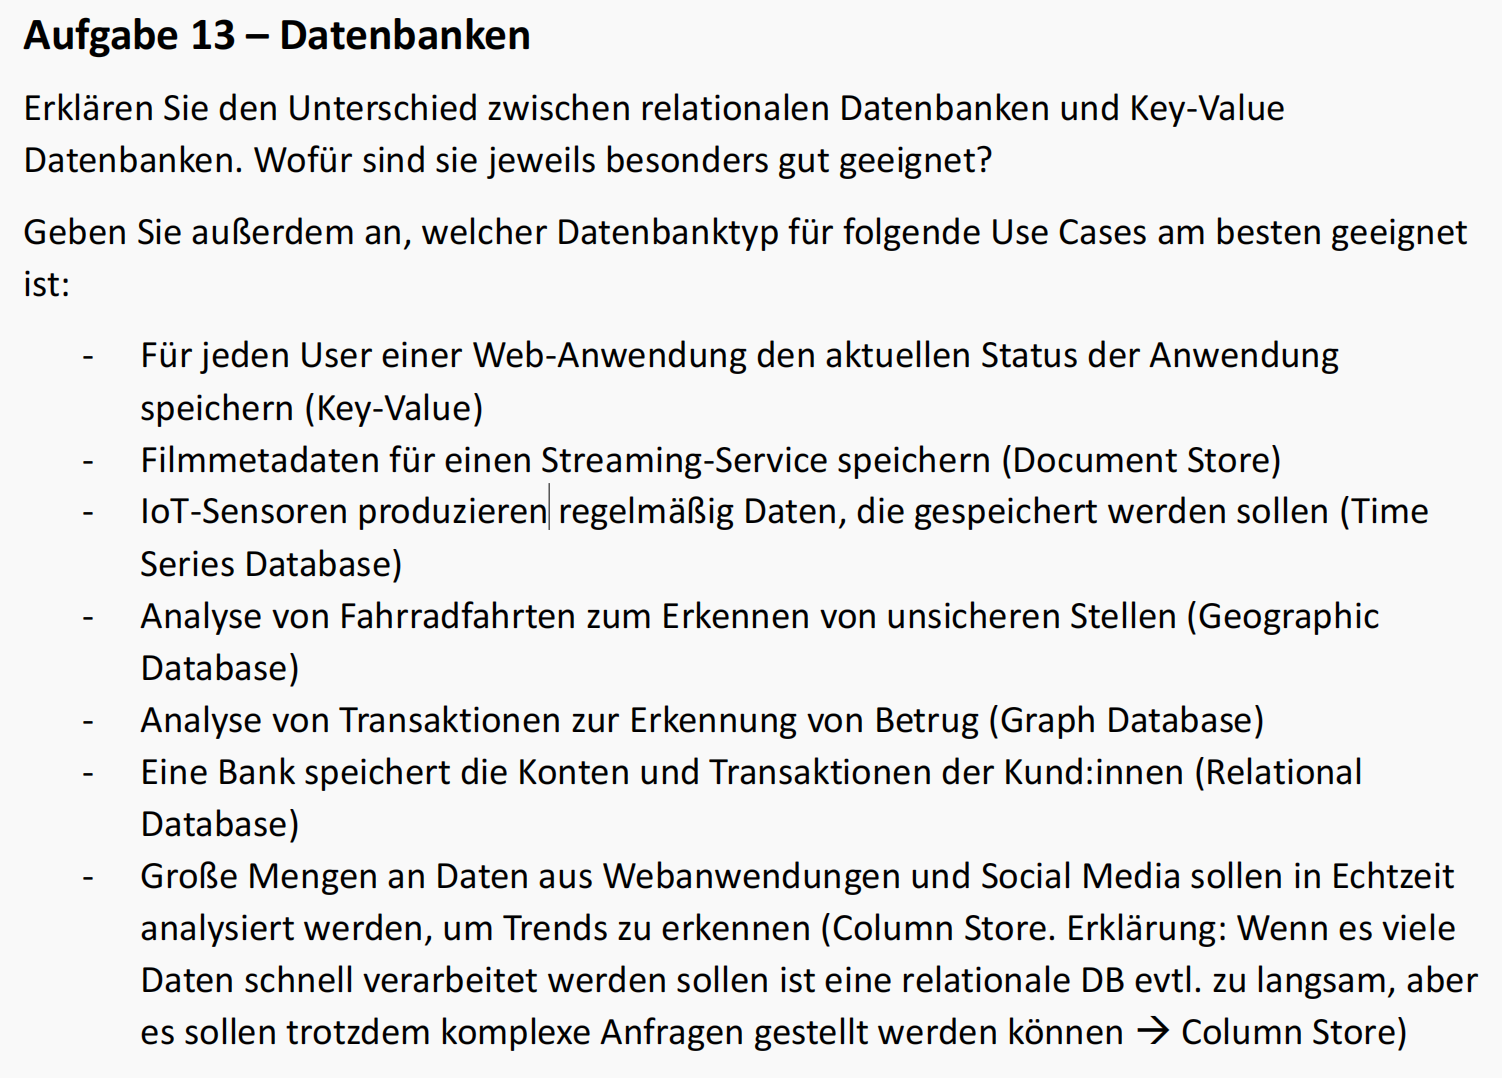 Aufgabe 13 – Datenbanken
Erklären Sie den Unterschied zwischen relationalen Datenbanken und Key-Value
Datenbanken. Wofür sind sie jeweils besonders gut geeignet?
Geben Sie außerdem an, welcher Datenbanktyp für folgende Use Cases am besten geeignet
ist:
- Für jeden User einer Web-Anwendung den aktuellen Status der Anwendung
speichern (Key-Value)
- Filmmetadaten für einen Streaming-Service speichern (Document Store)
- IoT-Sensoren produzieren regelmäßig Daten, die gespeichert werden sollen (Time
Series Database)
- Analyse von Fahrradfahrten zum Erkennen von unsicheren Stellen (Geographic
Database)
- Analyse von Transaktionen zur Erkennung von Betrug (Graph Database)
- Eine Bank speichert die Konten und Transaktionen der Kund:innen (Relational
Database)
- Große Mengen an Daten aus Webanwendungen und Social Media sollen in Echtzeit
analysiert werden, um Trends zu erkennen (Column Store. Erklärung: Wenn es viele
Daten schnell verarbeitet werden sollen ist eine relationale DB evtl. zu langsam, aber
es sollen trotzdem komplexe Anfragen gestellt werden können → Column Store)